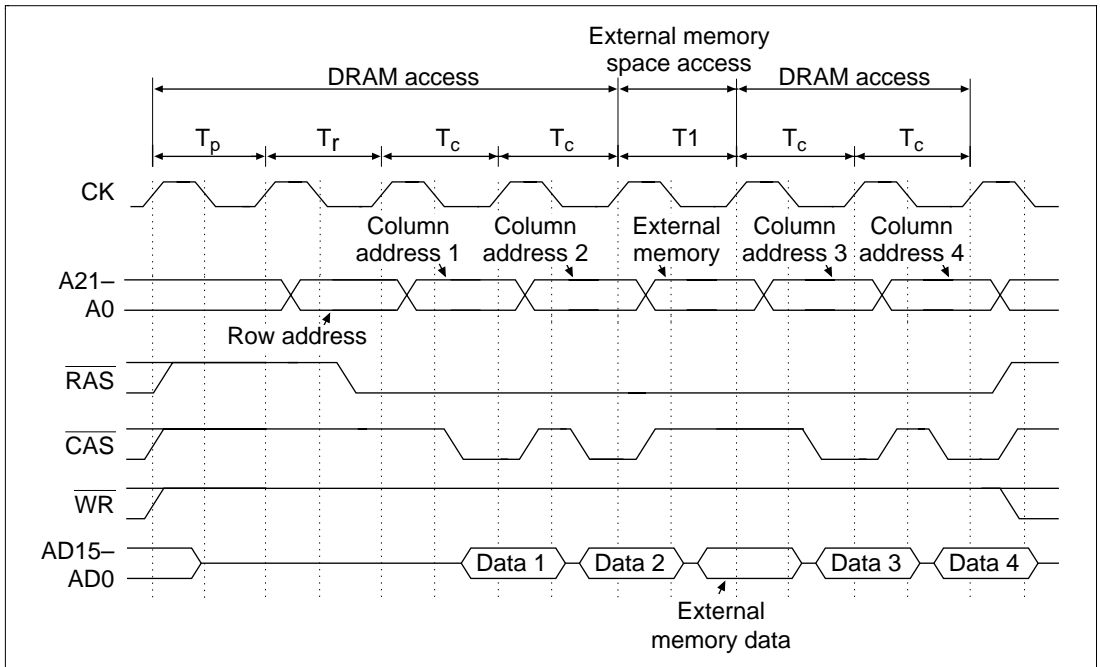 External memory
space access
DRAM access
DRAM access
Tp
Tr
Tc
Tc
T1
Tc
Tc
CK
Column
address 1
Column
address 2
External
memory
Column
address 3
Column
address 4
A21–
A0
Row address
RAS
CAS
WR
AD15–
AD0
Data 1
Data 2
Data 3
Data 4
External
memory data